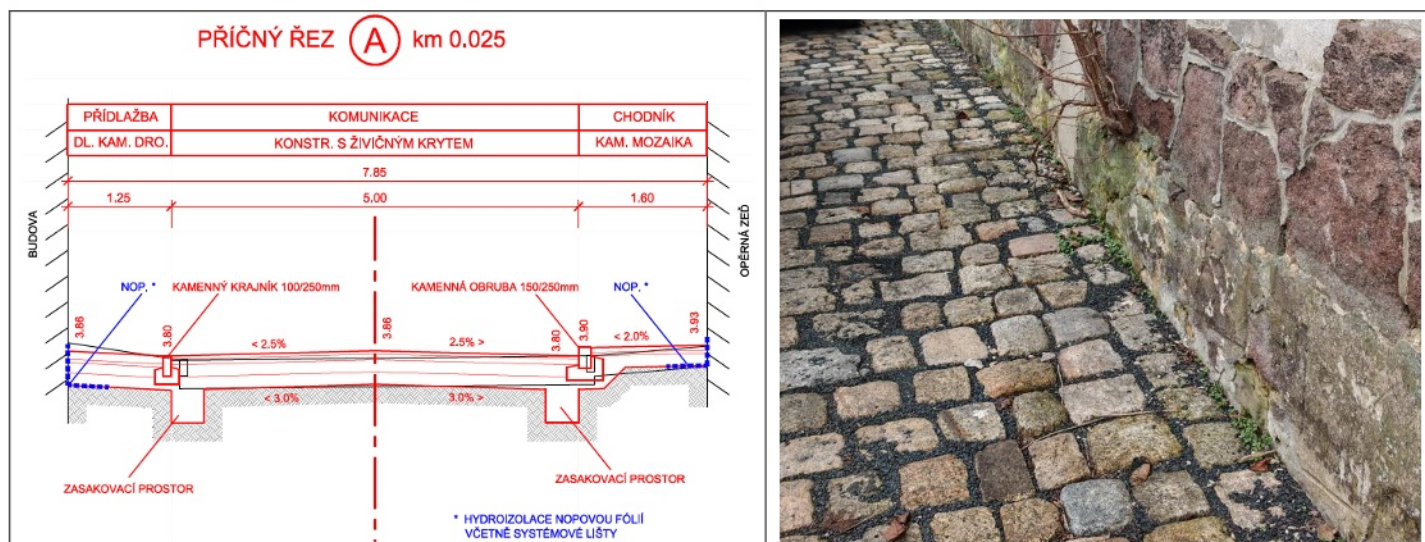 PŘÍČNÝ ŘEZ A km 0.025
PŘÍDLAŽBA KOMUNIKACE CHODNÍK
DL. KAM. DRO. KONSTR. S ŽIVIČNÝM KRYTEM KAM. MOZAIKA
7.85
1.25 5.00 1.60
BUDOVA
OPĚRNÁ ZEĎ
NOP. * KAMENNÝ KRAJNÍK 100/250mm KAMENNÁ OBRUBA 150/250mm NOP. *
3.86 3.80 3.86 3.80 3.90 3.93
< 2.5% 2.5% > < 2.0%
< 3.0% 3.0% >
ZASAKOVACÍ PROSTOR ZASAKOVACÍ PROSTOR
* HYDROIZOLACE NOPOVOU FÓLIÍ
VČETNĚ SYSTÉMOVÉ LIŠTY